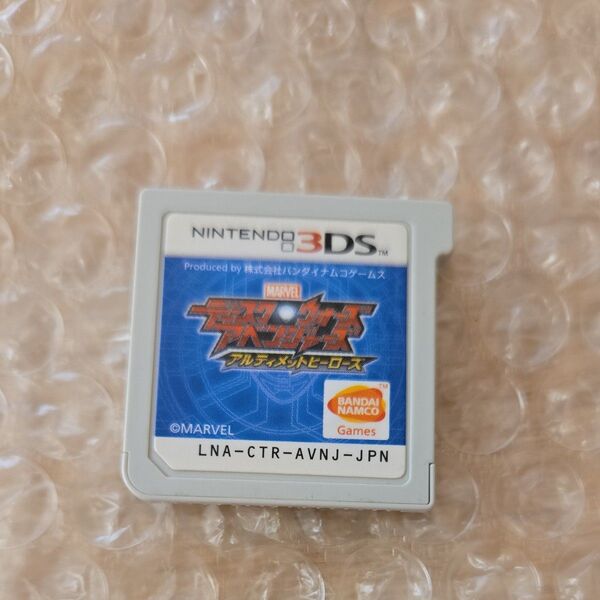 NINTENDO 3DS™
Produced by 株式会社バンダイナムコゲームス
MARVEL
ディスク・ウォーズ
アベンジャーズ
アルティメットヒーローズ
BANDAI
NAMCO
™
Games
©MARVEL
LNA-CTR-AVNJ-JPN